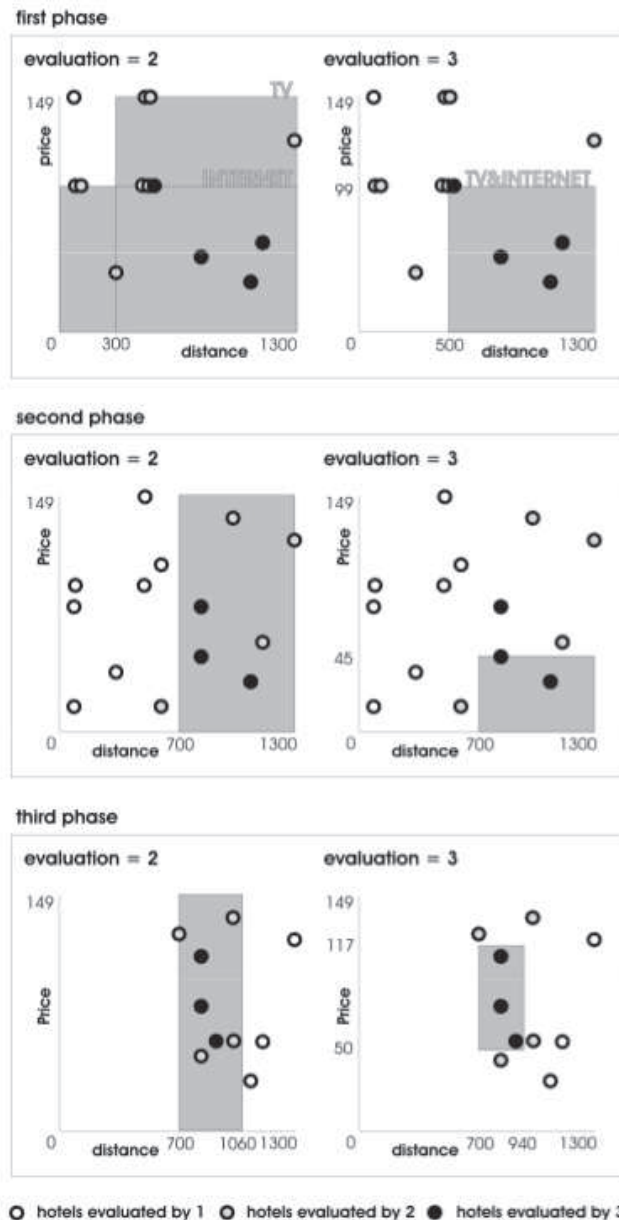 first phase
evaluation = 2
evaluation = 3
149
price
TV
INTERNET
0
300
distance
1300
149
price
99
TV&INTERNET
0
500
distance
1300
second phase
evaluation = 2
evaluation = 3
149
Price
0
distance
700
1300
149
Price
45
0
distance
700
1300
third phase
evaluation = 2
evaluation = 3
149
Price
0
distance
700
1060
1300
149
117
Price
50
0
distance
700
940
1300
hotels evaluated by 1 hotels evaluated by 2 hotels evaluated by 3